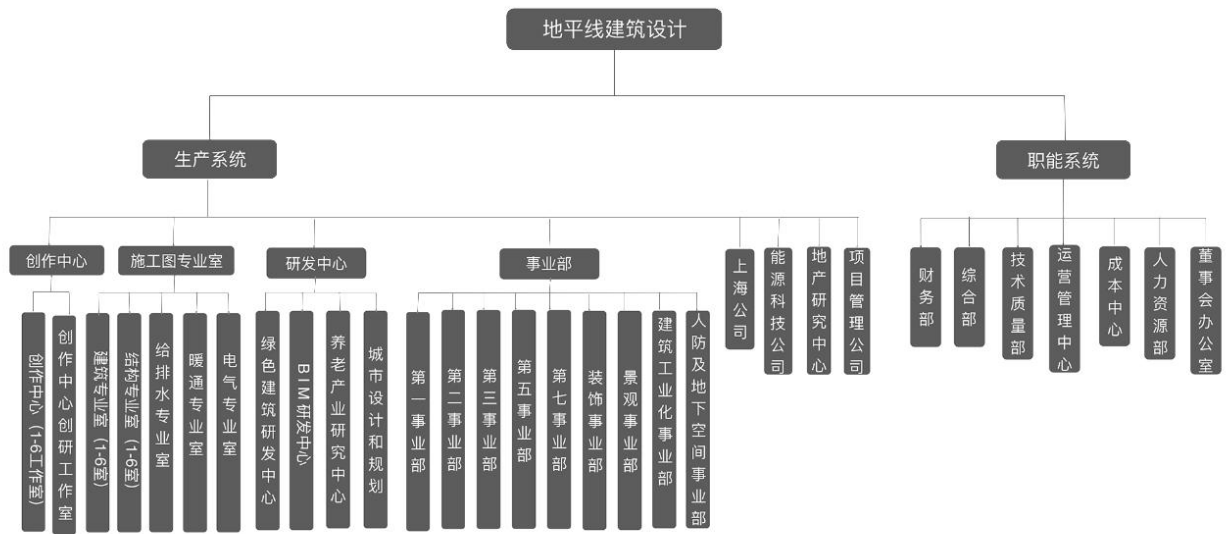 地平线建筑设计
生产系统
职能系统
创作中心
施工图专业室
研发中心
事业部
上海公司
能源科技公司
地产研究中心
项目管理公司
财务部
综合部
技术质量部
运营管理中心
成本中心
人力资源部
董事会办公室
创作中心（1-6工作室）
创作中心创研工作室
建筑专业室（1-6室）
结构专业室（1-6室）
给排水专业室
暖通专业室
电气专业室
绿色建筑研发中心
BIM研发中心
养老产业研究中心
城市设计和规划
第一事业部
第二事业部
第三事业部
第五事业部
第七事业部
装饰事业部
景观事业部
建筑工业化事业部
人防及地下空间事业部